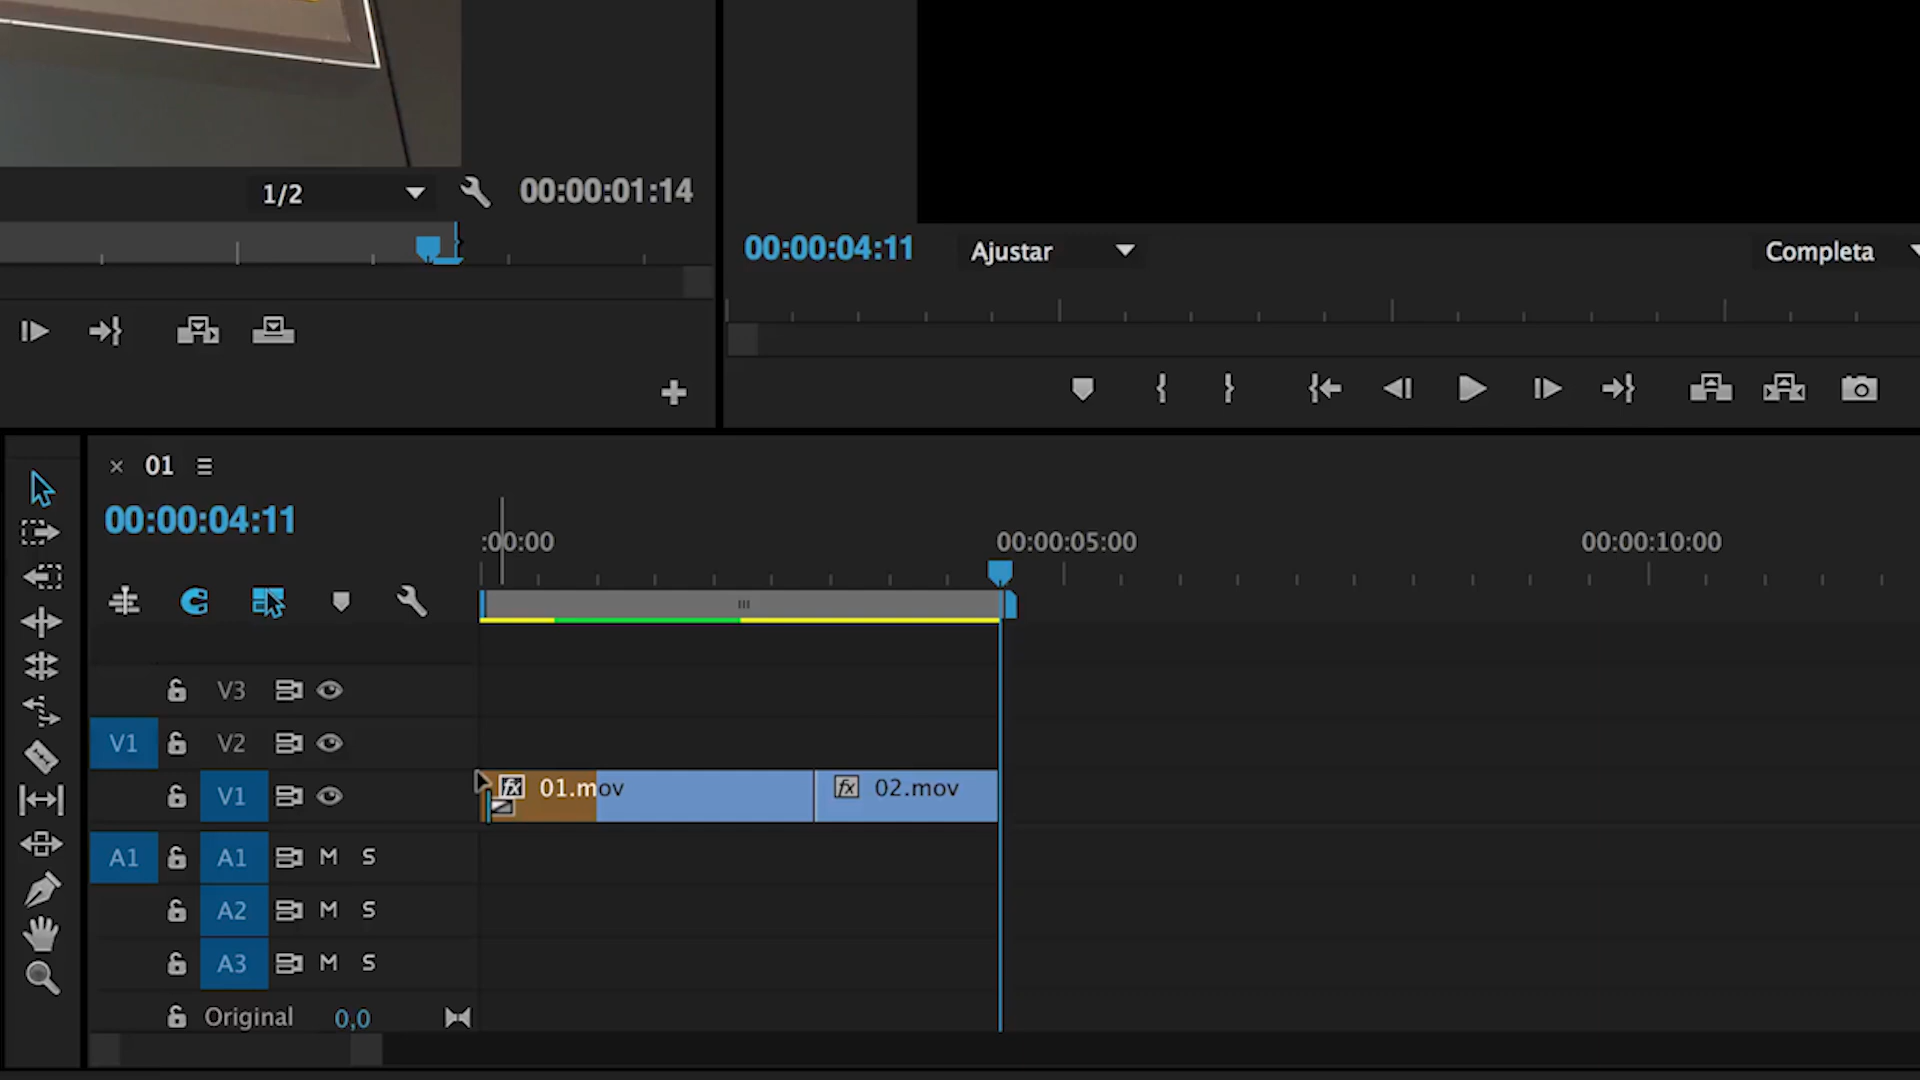 1/2
00:00:01:14
00:00:04:11
Ajustar
Completa
01
00:00:04:11
:00:00
00:00:05:00
00:00:10:00
V3
V1
V2
V1
fx 01.mov
fx 02.mov
A1
A1
M S
A2
M S
A3
M S
Original
0,0